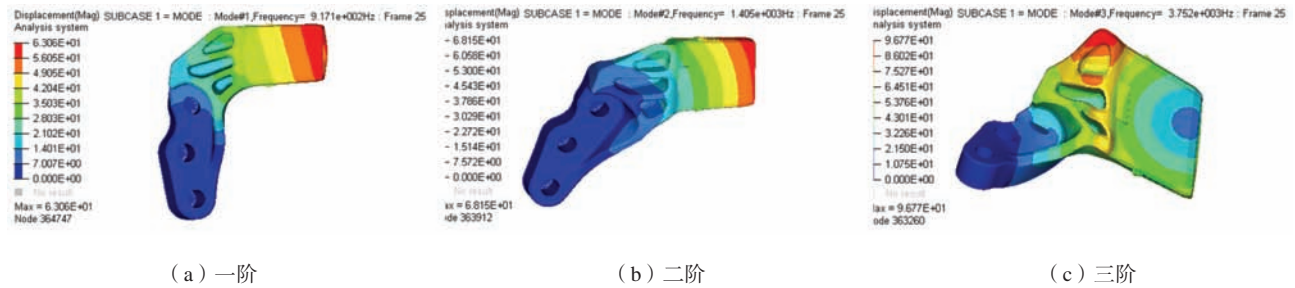 Displacement(Mag) SUBCASE 1 = MODE : Mode#1,Frequency= 9.171e+002Hz : Frame 25
Analysis system
6.306E+01
5.605E+01
4.905E+01
4.204E+01
3.503E+01
2.803E+01
2.102E+01
1.401E+01
7.007E+00
0.000E+00
No result
Max = 6.306E+01
Node 364747
(a)一阶
isplacement(Mag) SUBCASE 1 = MODE : Mode#2,Frequency= 1.405e+003Hz : Frame 25
nalysis system
6.815E+01
6.058E+01
5.300E+01
4.543E+01
3.786E+01
3.029E+01
2.272E+01
1.514E+01
7.572E+00
0.000E+00
No result
ax = 6.815E+01
ode 363912
(b)二阶
isplacement(Mag) SUBCASE 1 = MODE : Mode#3,Frequency= 3.752e+003Hz : Frame 25
nalysis system
9.677E+01
8.602E+01
7.527E+01
6.451E+01
5.376E+01
4.301E+01
3.226E+01
2.150E+01
1.075E+01
0.000E+00
No result
lax = 9.677E+01
ode 363260
(c)三阶